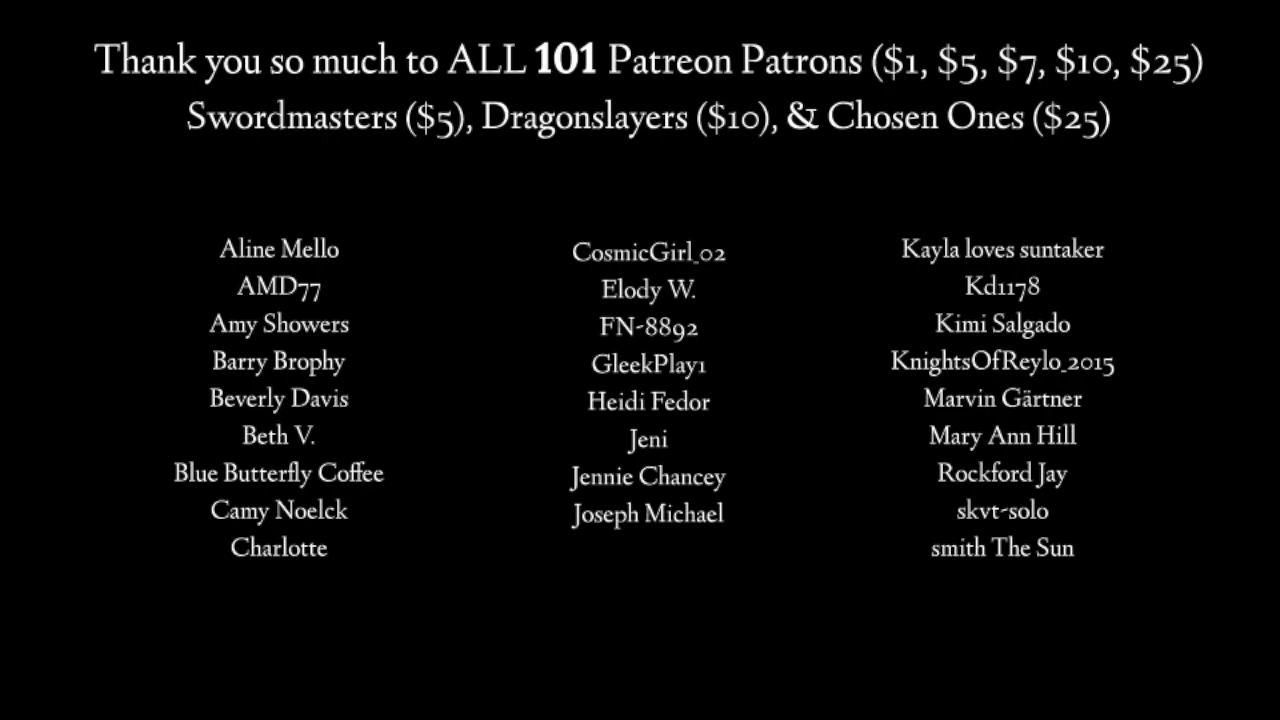 Thank you so much to ALL 101 Patreon Patrons ($1, $5, $7, $10, $25)
Swordmasters ($5), Dragonslayers ($10), & Chosen Ones ($25)
Aline Mello
AMD77
Amy Showers
Barry Brophy
Beverly Davis
Beth V.
Blue Butterfly Coffee
Camy Noelck
Charlotte
CosmicGirl_02
Elody W.
FN-8892
GleekPlay1
Heidi Fedor
Jeni
Jennie Chancey
Joseph Michael
Kayla loves suntaker
Kd1178
Kimi Salgado
KnightsOfReylo_2015
Marvin Gärtner
Mary Ann Hill
Rockford Jay
skvt-solo
smith The Sun